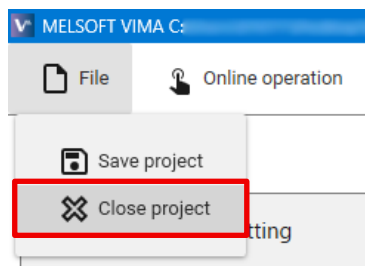 MELSOFT VIMA C:
File
Online operation
Save project
Close project
tting